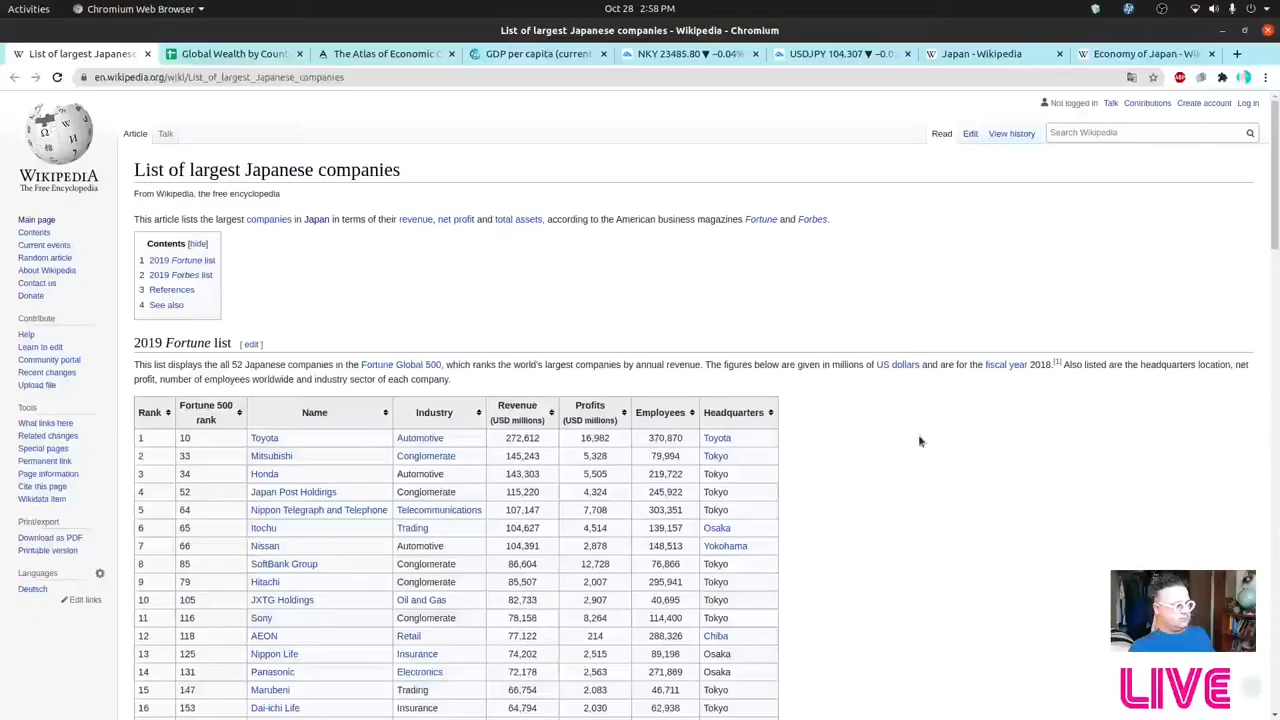 Activities
Chromium Web Browser
Oct 28 2:58 PM
List of largest Japanese companies - Wikipedia - Chromium
List of largest Japanese
Global Wealth by Count
The Atlas of Economic C
GDP per capita (current
NKY 23485.80 ▼ −0.04%
USDJPY 104.307 ▼ −0.0
Japan - Wikipedia
Economy of Japan - Wik
en.wikipedia.org/wiki/List_of_largest_Japanese_companies
WIKIPEDIA
The Free Encyclopedia
Not logged in Talk Contributions Create account Log in
Article Talk
Read Edit View history
Search Wikipedia
Main page
Contents
Current events
Random article
About Wikipedia
Contact us
Donate
Contribute
Help
Learn to edit
Community portal
Recent changes
Upload file
Tools
What links here
Related changes
Special pages
Permanent link
Page information
Cite this page
Wikidata item
Print/export
Download as PDF
Printable version
Languages
Deutsch
Edit links
List of largest Japanese companies
From Wikipedia, the free encyclopedia
This article lists the largest companies in Japan in terms of their revenue, net profit and total assets, according to the American business magazines Fortune and Forbes.
Contents [hide]
1 2019 Fortune list
2 2019 Forbes list
3 References
4 See also
2019 Fortune list [ edit ]
This list displays the all 52 Japanese companies in the Fortune Global 500, which ranks the world's largest companies by annual revenue. The figures below are given in millions of US dollars and are for the fiscal year 2018.[1] Also listed are the headquarters location, net
profit, number of employees worldwide and industry sector of each company.
Rank Fortune 500 rank Name Industry Revenue (USD millions) Profits (USD millions) Employees Headquarters
1 10 Toyota Automotive 272,612 16,982 370,870 Toyota
2 33 Mitsubishi Conglomerate 145,243 5,328 79,994 Tokyo
3 34 Honda Automotive 143,303 5,505 219,722 Tokyo
4 52 Japan Post Holdings Conglomerate 115,220 4,324 245,922 Tokyo
5 64 Nippon Telegraph and Telephone Telecommunications 107,147 7,708 303,351 Tokyo
6 65 Itochu Trading 104,627 4,514 139,157 Osaka
7 66 Nissan Automotive 104,391 2,878 148,513 Yokohama
8 85 SoftBank Group Conglomerate 86,604 12,728 76,866 Tokyo
9 79 Hitachi Conglomerate 85,507 2,007 295,941 Tokyo
10 105 JXTG Holdings Oil and Gas 82,733 2,907 40,695 Tokyo
11 116 Sony Conglomerate 78,158 8,264 114,400 Tokyo
12 118 AEON Retail 77,122 214 288,326 Chiba
13 125 Nippon Life Insurance 74,202 2,515 89,198 Osaka
14 131 Panasonic Electronics 72,178 2,563 271,869 Osaka
15 147 Marubeni Trading 66,754 2.083 46,711 Tokyo
16 153 Dai-ichi Life Insurance 64,794 2,030 62,938 Tokyo
LIVE